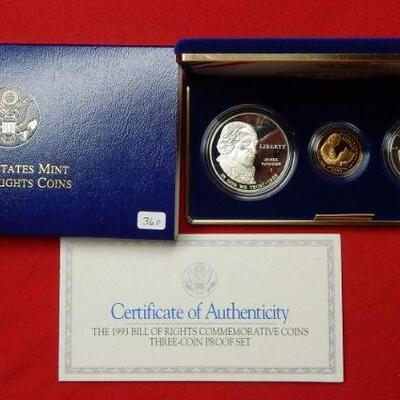 STATES MINT
RIGHTS COINS
360
LIBERTY
JAMES
MADISON
IN GOD WE TRUST
Certificate of Authenticity
THE 1993 BILL OF RIGHTS COMMEMORATIVE COINS
THREE-COIN PROOF SET